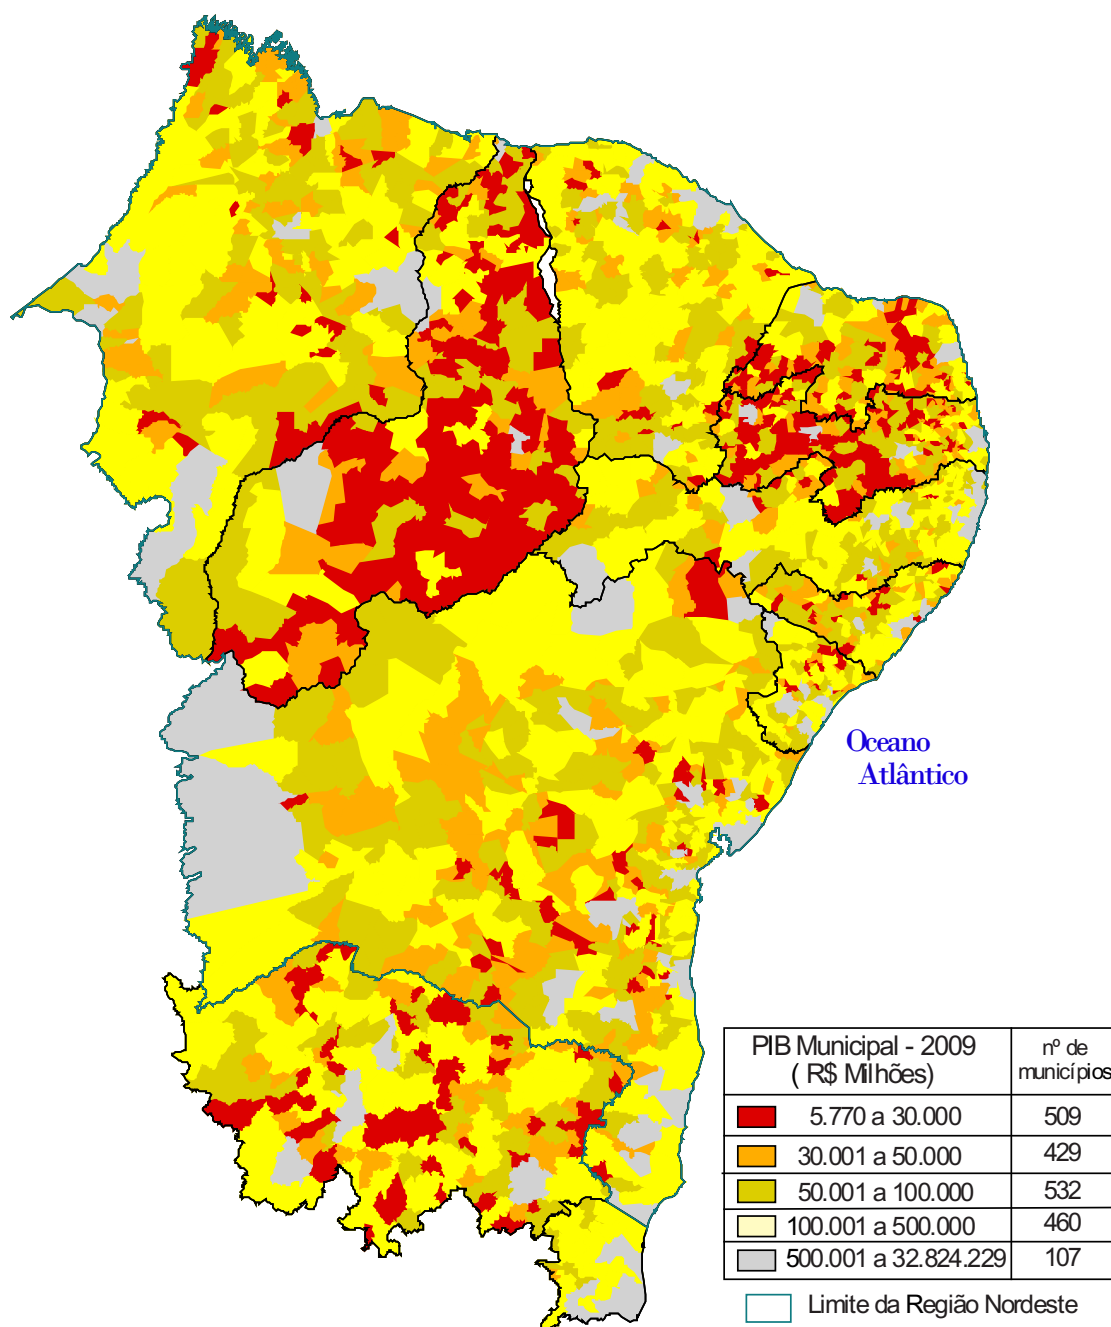 Oceano
Atlântico
PIB Municipal - 2009
( R$ Milhões)
nº de
municípios
5.770 a 30.000 509
30.001 a 50.000 429
50.001 a 100.000 532
100.001 a 500.000 460
500.001 a 32.824.229 107
Limite da Região Nordeste